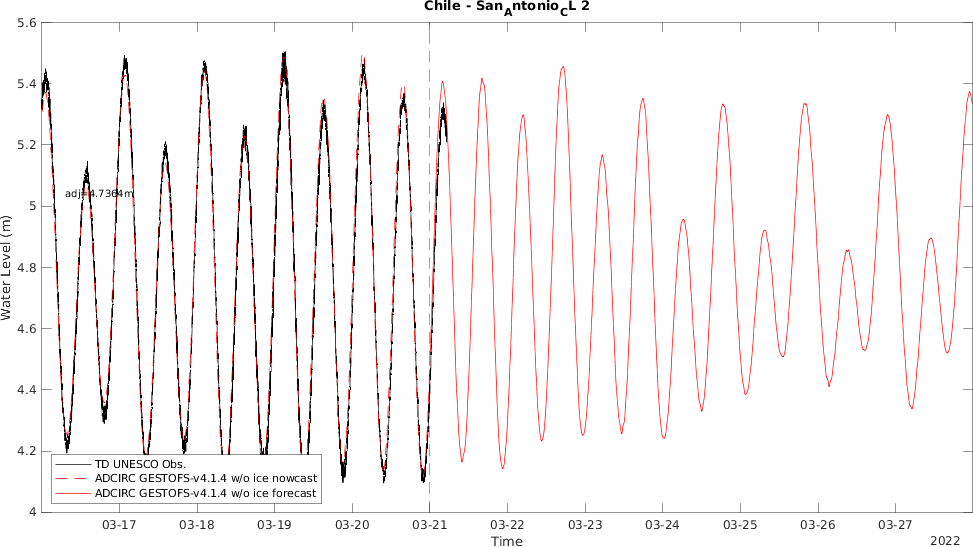 Chile - SanAntonioCL 2
5.6
5.4
5.2
5
4.8
4.6
4.4
4.2
4
Water Level (m)
adj=4.7364m
TD UNESCO Obs.
ADCIRC GESTOFS-v4.1.4 w/o ice nowcast
ADCIRC GESTOFS-v4.1.4 w/o ice forecast
03-17 03-18 03-19 03-20 03-21 03-22 03-23 03-24 03-25 03-26 03-27
Time
2022